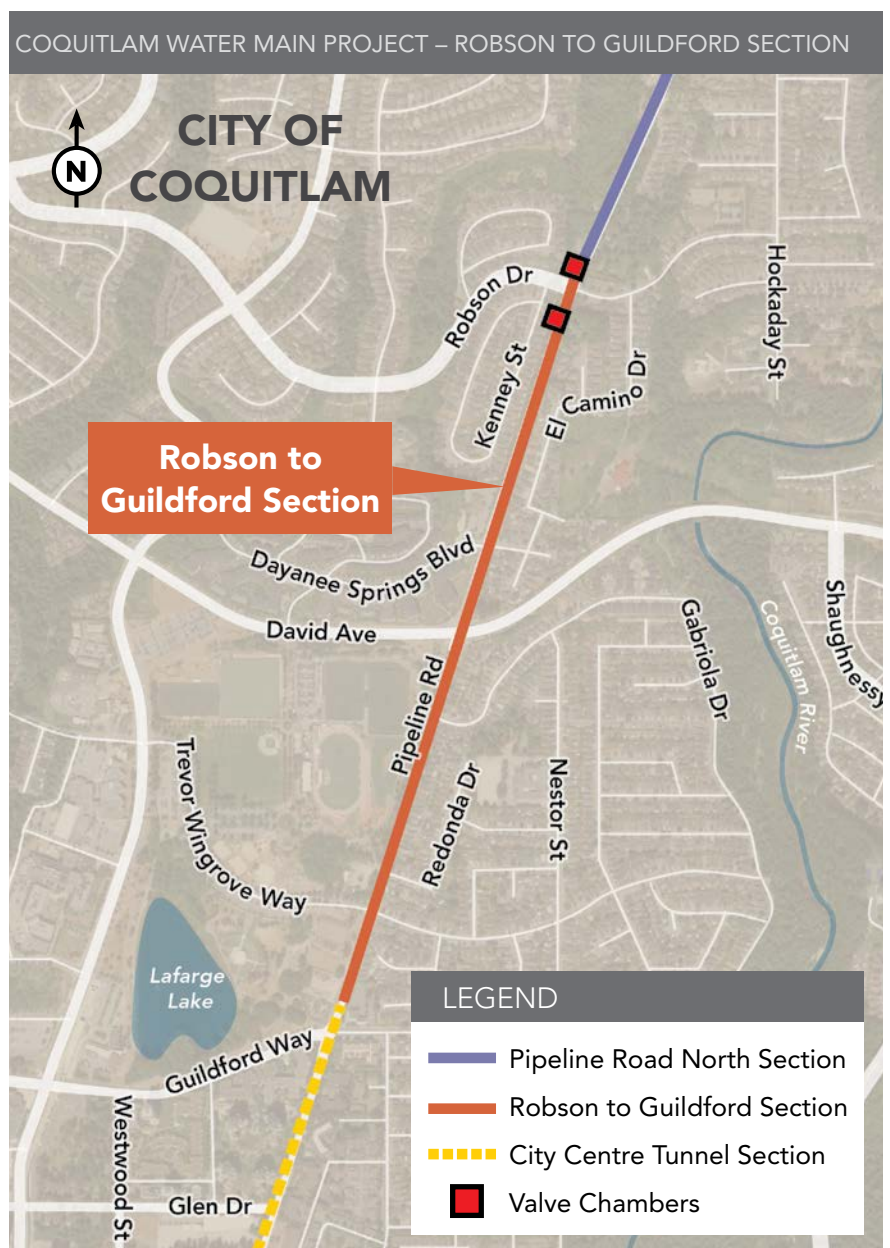 COQUITLAM WATER MAIN PROJECT – ROBSON TO GUILDFORD SECTION
N
CITY OF
COQUITLAM
Robson Dr
Hockaday St
Kenney St
El Camino Dr
Robson to
Guildford Section
Dayanee Springs Blvd
David Ave
Gabriola Dr
Coquitlam River
Shaughnessy
Pipeline Rd
Trevor Wingrove Way
Redonda Dr
Nestor St
Lafarge
Lake
Guildford Way
Westwood St
Glen Dr
LEGEND
Pipeline Road North Section
Robson to Guildford Section
City Centre Tunnel Section
Valve Chambers